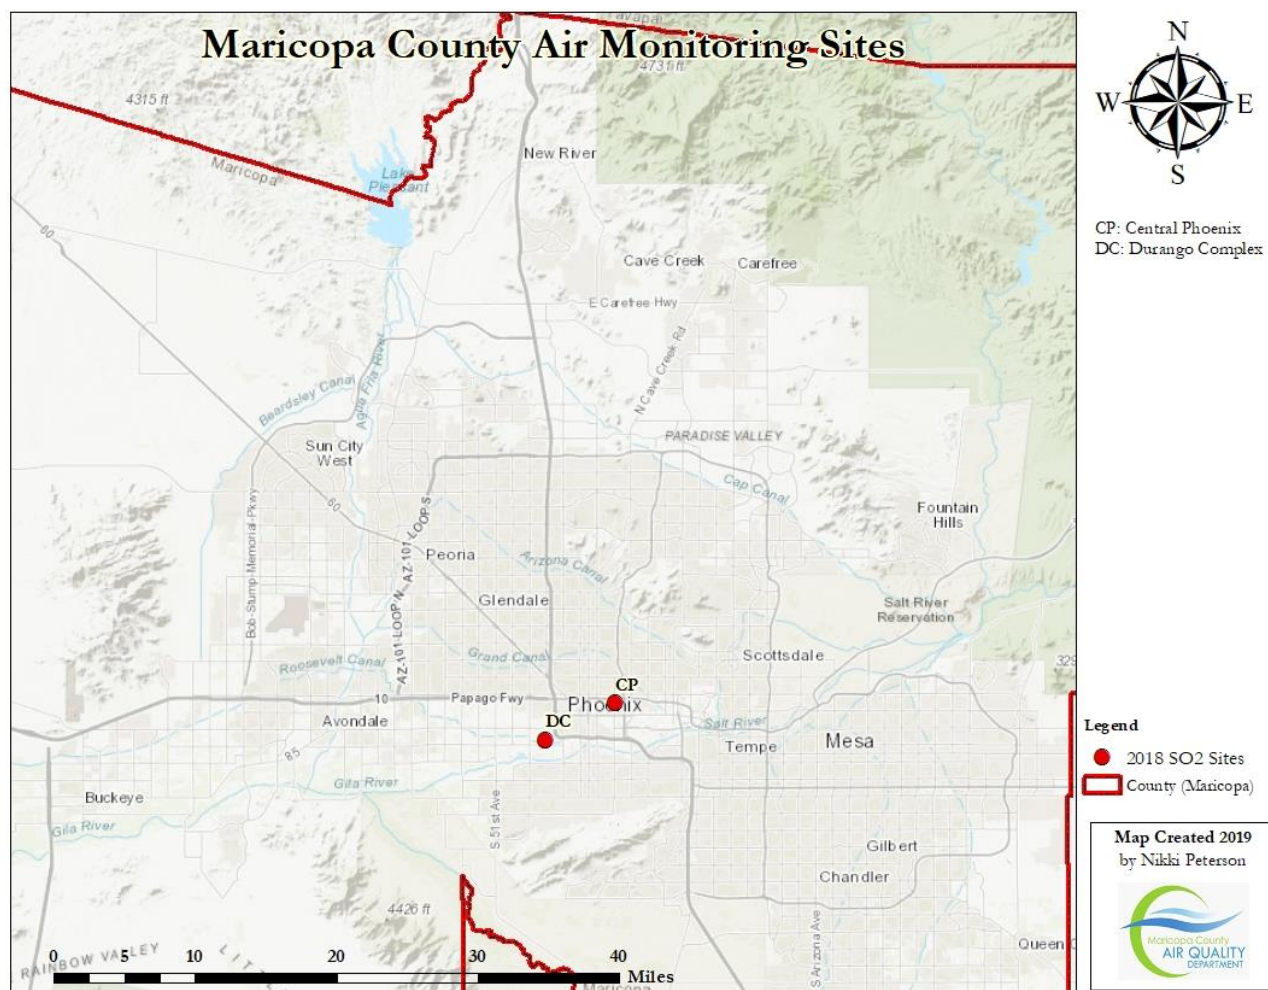 Maricopa County Air Monitoring Sites
4731 ft
4315 ft
Maricopa
Lake
Pleasant
New River
60
Cave Creek
Carefree
E Carefree Hwy
N Cave Creek Rd
Beardsley Canal
Agua Fria River
PARADISE VALLEY
Sun City
West
Cap Canal
60
Fountain
Hills
Bob-Stump-Memorial-Pkwy
AZ-101-LOOP S
Peoria
Arizona Canal
Glendale
Salt River
Reservation
AZ-101-LOOP N
Roosevelt Canal
Grand Canal
Scottsdale
CP
10
Papago Fwy
Phoenix
DC
Avondale
Salt River
Tempe
Mesa
85
Gila River
Buckeye
Gila River
S 51st Ave
Gilbert
Chandler
4426 ft
S Arizona Ave
Queen
RAINBOW VALLEY
0 5 10 20 30 40
Miles
Maricopa
N
W
E
S
CP: Central Phoenix
DC: Durango Complex
Legend
2018 SO2 Sites
County (Maricopa)
Map Created 2019
by Nikki Peterson
Maricopa County
AIR QUALITY
DEPARTMENT